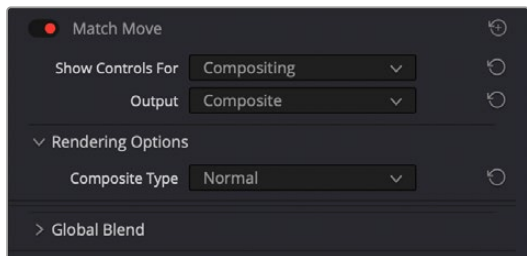 Match Move
Show Controls For Compositing
Output Composite
Rendering Options
Composite Type Normal
Global Blend